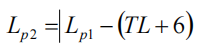 L_{p2} =|L_{p1} − (TL + 6)